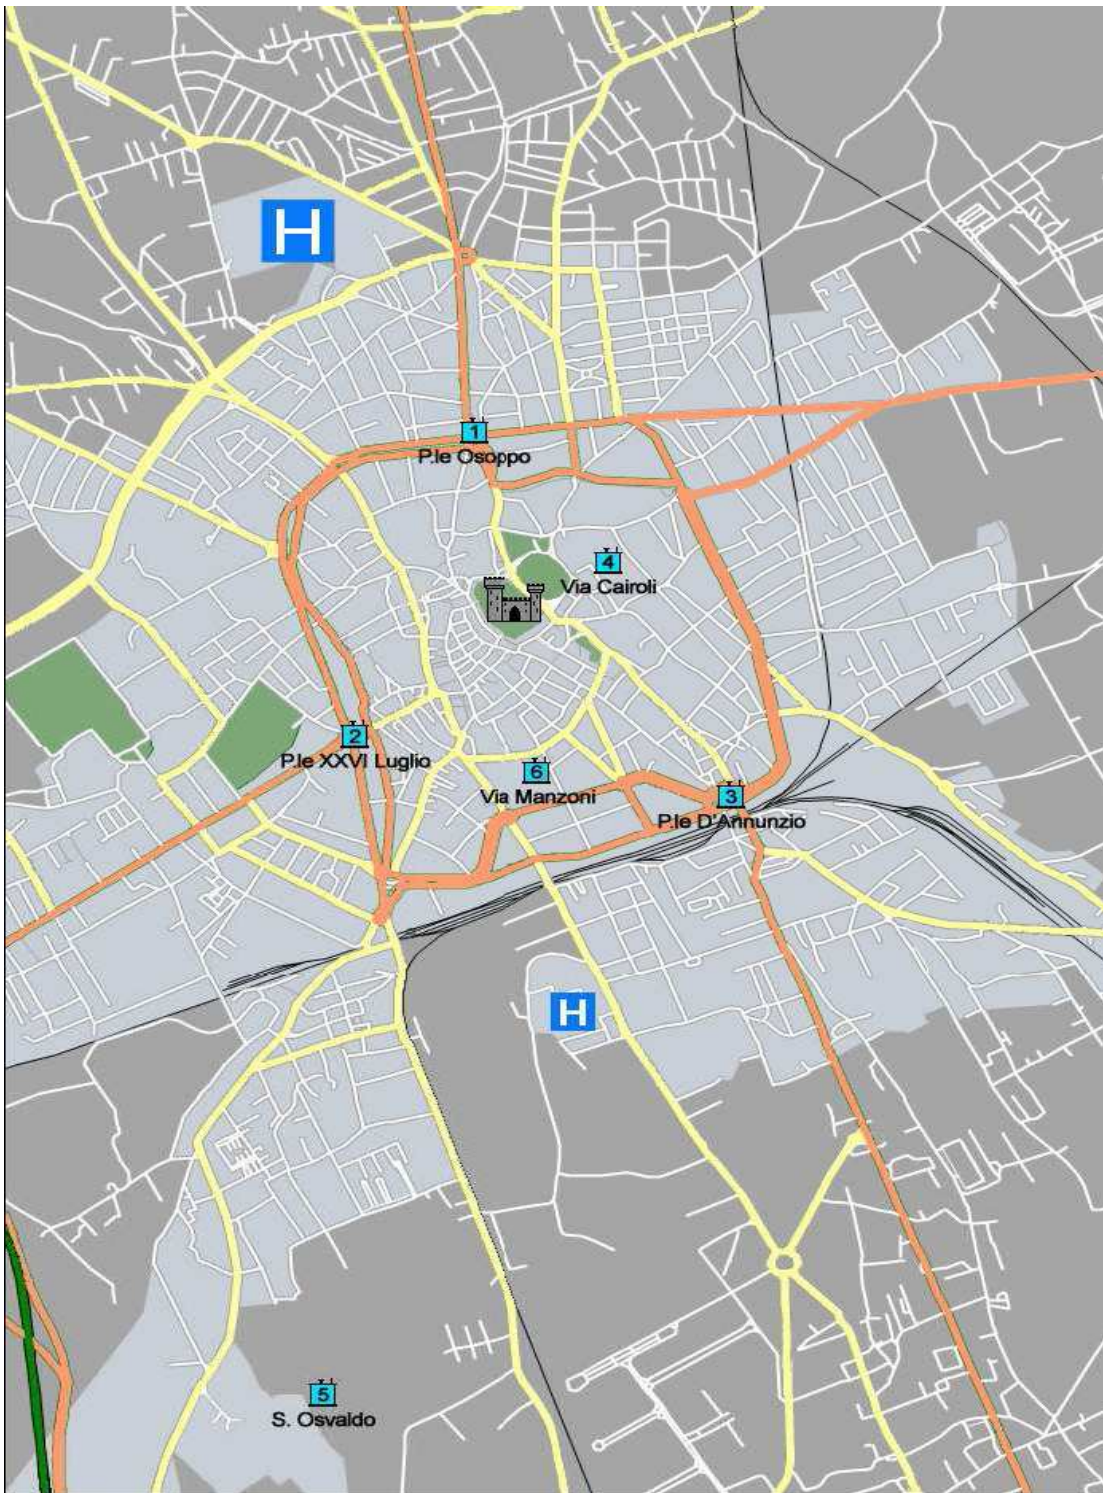 H
1
P.le Osoppo
4
Via Cairoli
2
P.le XXVI Luglio
6
Via Manzoni
3
P.le D'Annunzio
H
5
S. Osvaldo